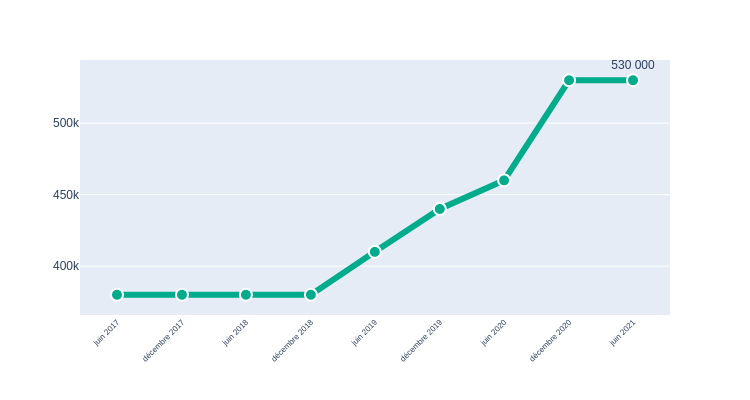 530 000
500k
450k
400k
juin 2017
décembre 2017
juin 2018
décembre 2018
juin 2019
décembre 2019
juin 2020
décembre 2020
juin 2021